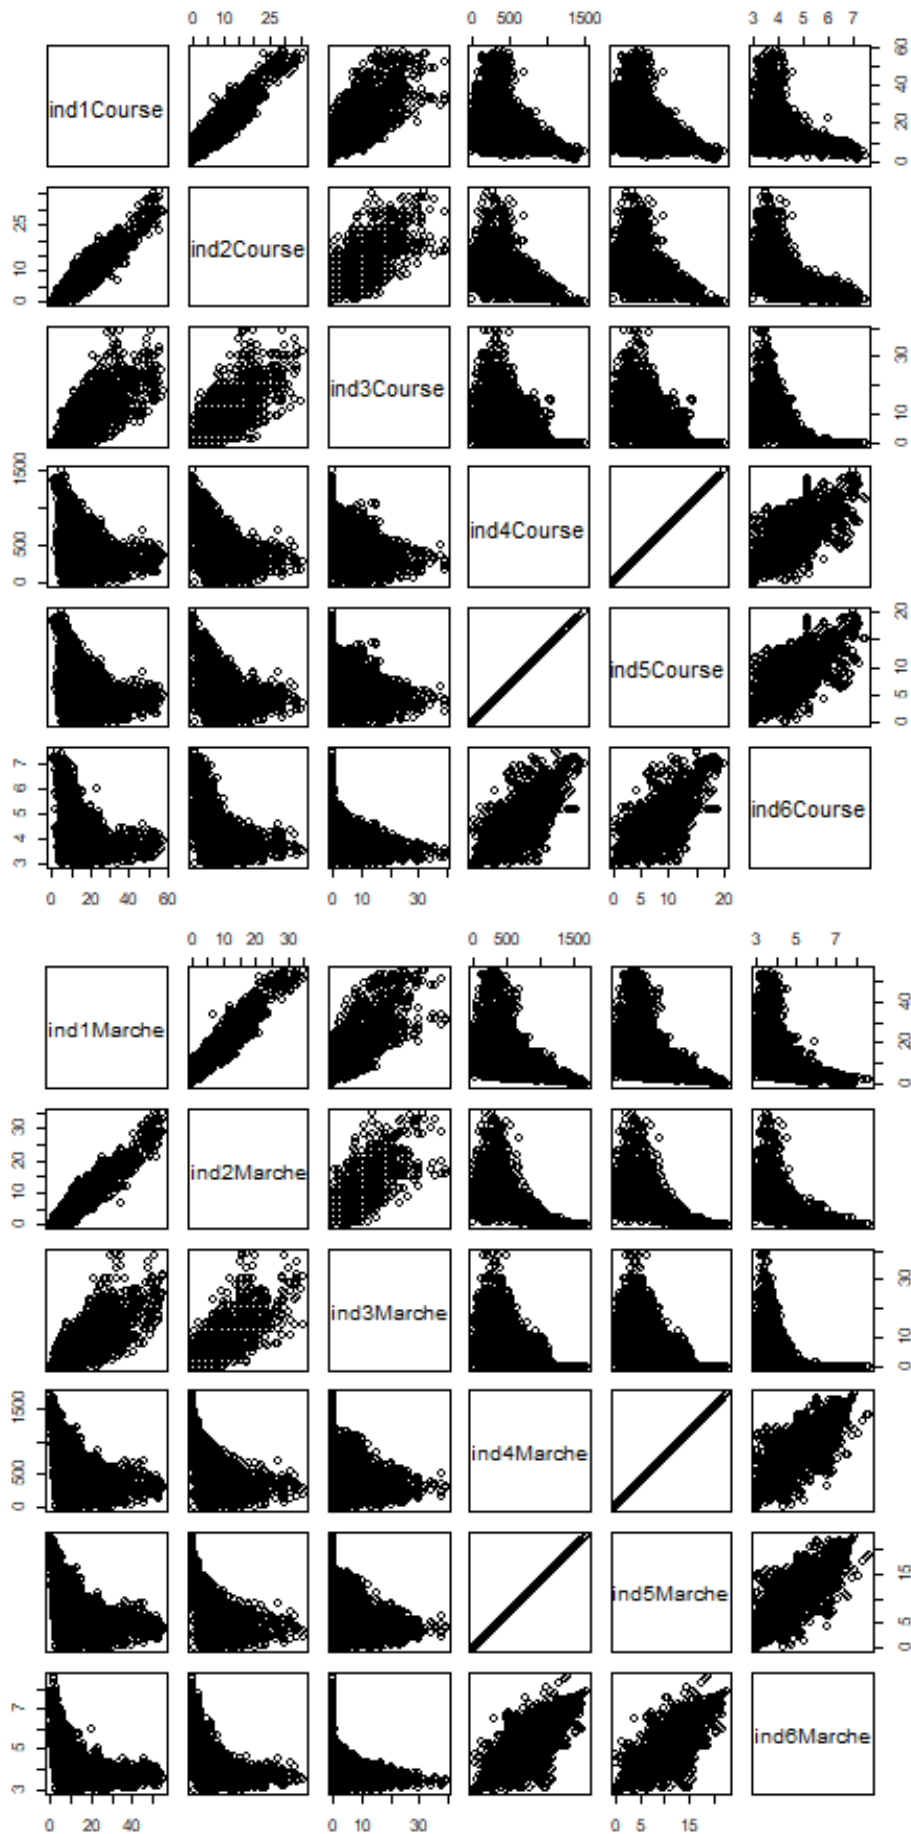 0 10 25 0 500 1500 3 4 5 6 7
ind1Course 0 20 40 60
0 10 25 ind2Course
ind3Course 0 10 30
0 500 1500 ind4Course
ind5Course 0 5 10 20
3 4 5 6 7 ind6Course
0 20 40 60 0 10 30 0 5 10 20
0 10 20 30 0 500 1500 3 5 7
ind1Marche 0 20 40
0 10 20 30 ind2Marche
ind3Marche 0 10 30
0 500 1500 ind4Marche
ind5Marche 0 5 15
3 5 7 ind6Marche
0 20 40 0 10 30 0 5 15